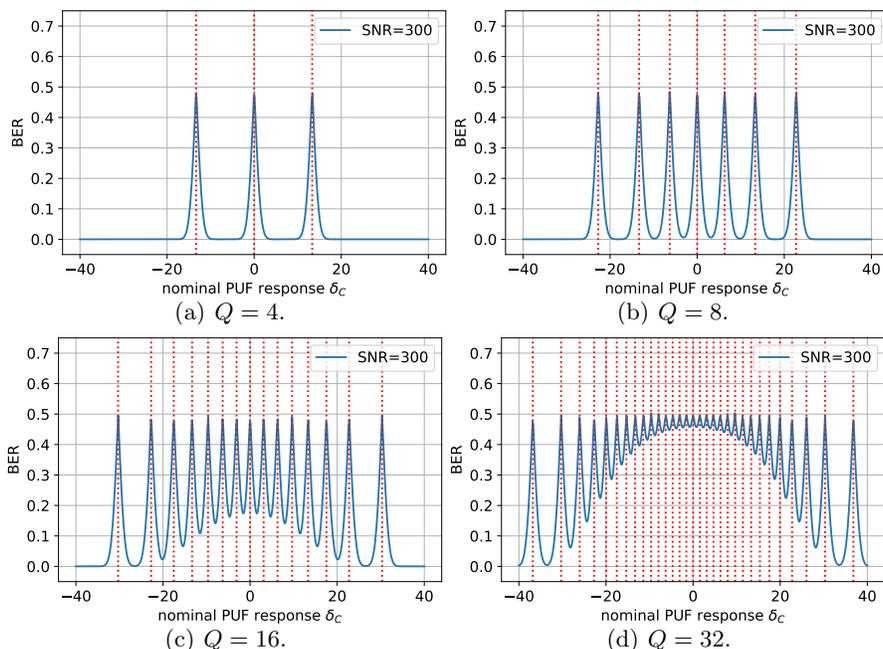 0.7
0.6
0.5
0.4
0.3
0.2
0.1
0.0
BER
SNR=300
−40 −20 0 20 40
nominal PUF response δC
(a) Q = 4.
0.7
0.6
0.5
0.4
0.3
0.2
0.1
0.0
BER
SNR=300
−40 −20 0 20 40
nominal PUF response δC
(b) Q = 8.
0.7
0.6
0.5
0.4
0.3
0.2
0.1
0.0
BER
SNR=300
−40 −20 0 20 40
nominal PUF response δC
(c) Q = 16.
0.7
0.6
0.5
0.4
0.3
0.2
0.1
0.0
BER
SNR=300
−40 −20 0 20 40
nominal PUF response δC
(d) Q = 32.